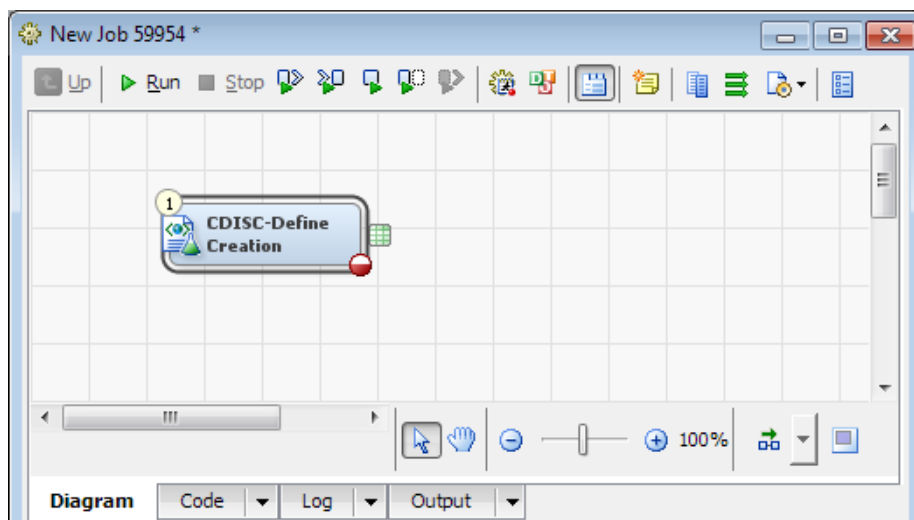 New Job 59954 *
Up Run Stop
1
CDISC-Define
Creation
100%
Diagram Code Log Output